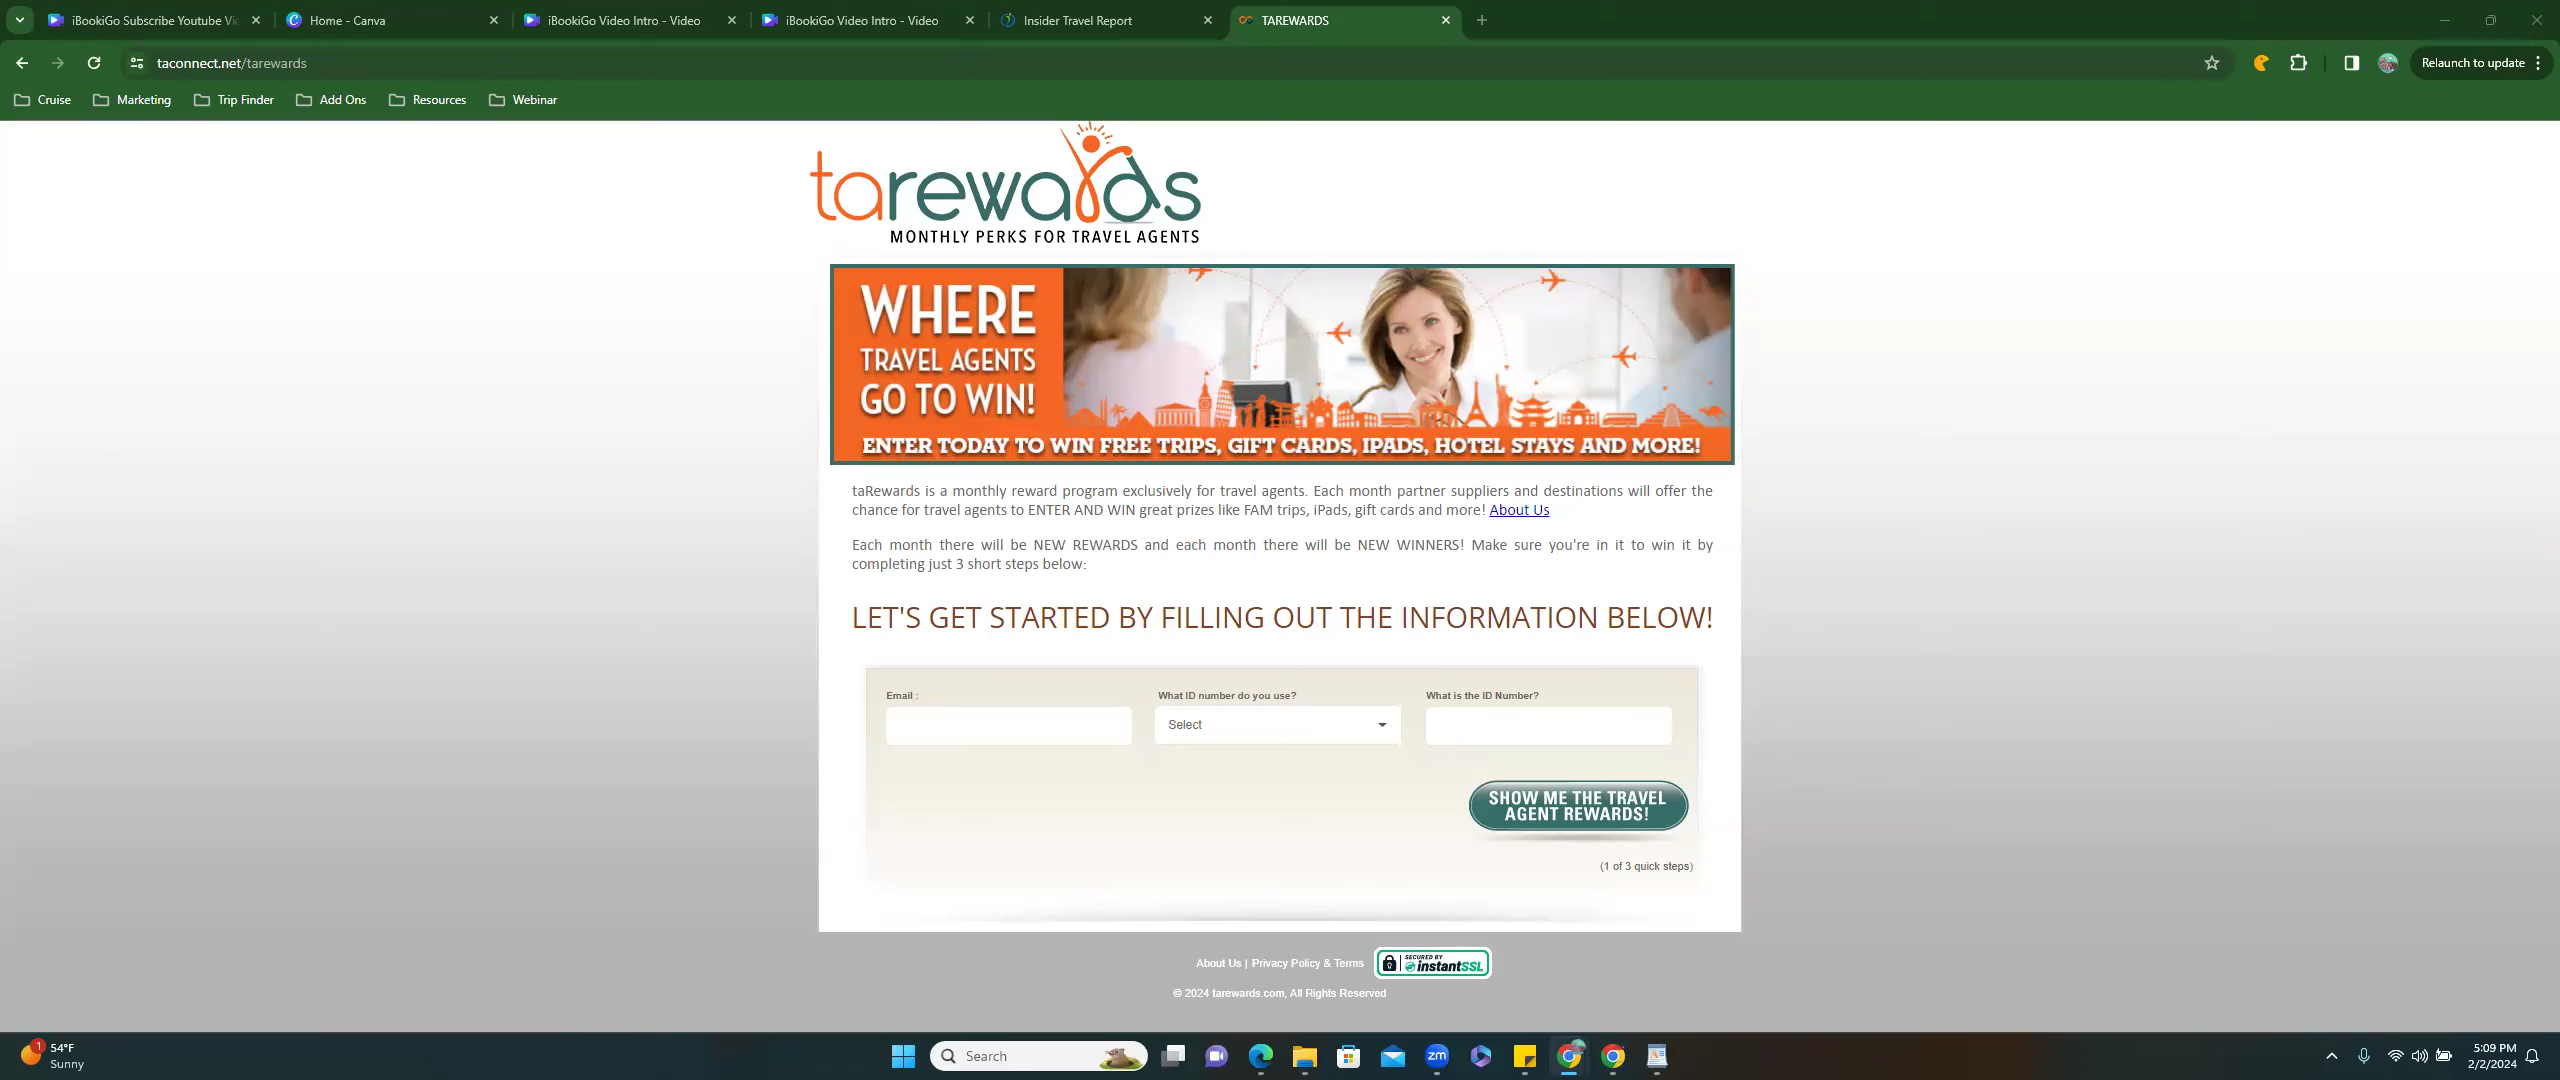 iBookiGo Subscribe Youtube Vi
Home - Canva
iBookiGo Video Intro - Video
iBookiGo Video Intro - Video
Insider Travel Report
TAREWARDS
taconnect.net/tarewards
Relaunch to update
Cruise
Marketing
Trip Finder
Add Ons
Resources
Webinar
tarewards
MONTHLY PERKS FOR TRAVEL AGENTS
WHERE
TRAVEL AGENTS
GO TO WIN!
ENTER TODAY TO WIN FREE TRIPS, GIFT CARDS, IPADS, HOTEL STAYS AND MORE!
taRewards is a monthly reward program exclusively for travel agents. Each month partner suppliers and destinations will offer the
chance for travel agents to ENTER AND WIN great prizes like FAM trips, iPads, gift cards and more! About Us
Each month there will be NEW REWARDS and each month there will be NEW WINNERS! Make sure you're in it to win it by
completing just 3 short steps below:
LET'S GET STARTED BY FILLING OUT THE INFORMATION BELOW!
Email :
What ID number do you use?
What is the ID Number?
Select
SHOW ME THE TRAVEL
AGENT REWARDS!
(1 of 3 quick steps)
About Us | Privacy Policy & Terms
SECURED BY
instantSSL
© 2024 tarewards.com, All Rights Reserved
1
54°F
Sunny
Search
zm
5:09 PM
2/2/2024